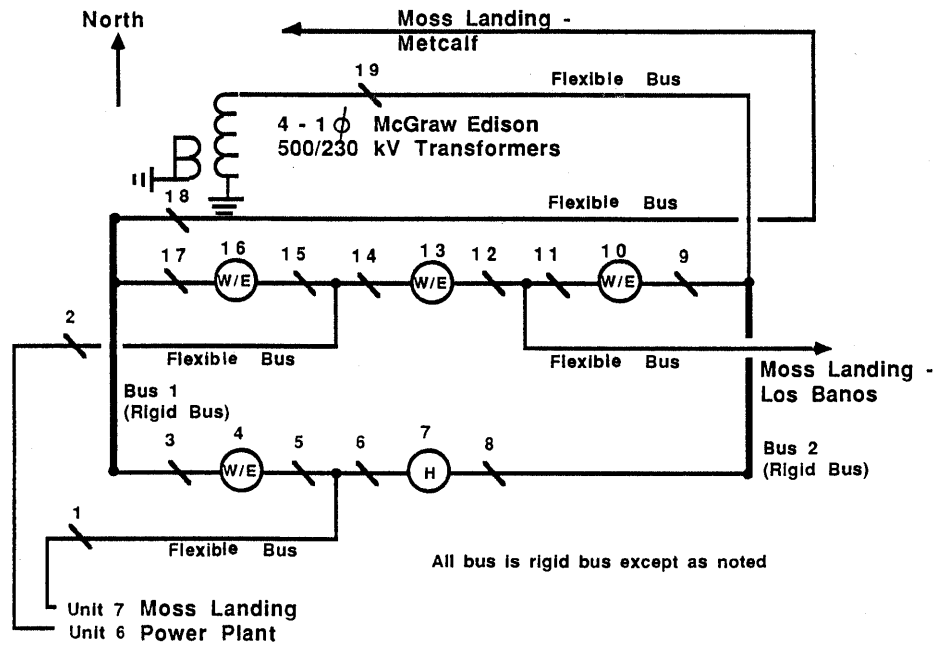 North
Moss Landing -
Metcalf
19
Flexible Bus
4 - 1 ϕ McGraw Edison
500/230 kV Transformers
18
Flexible Bus
17
16
15
14
13
12
11
10
9
W/E
W/E
W/E
2
Flexible Bus
Flexible Bus
Moss Landing -
Los Banos
Bus 1
(Rigid Bus)
3
4
5
6
7
8
W/E
H
Bus 2
(Rigid Bus)
1
Flexible Bus
All bus is rigid bus except as noted
Unit 7 Moss Landing
Unit 6 Power Plant